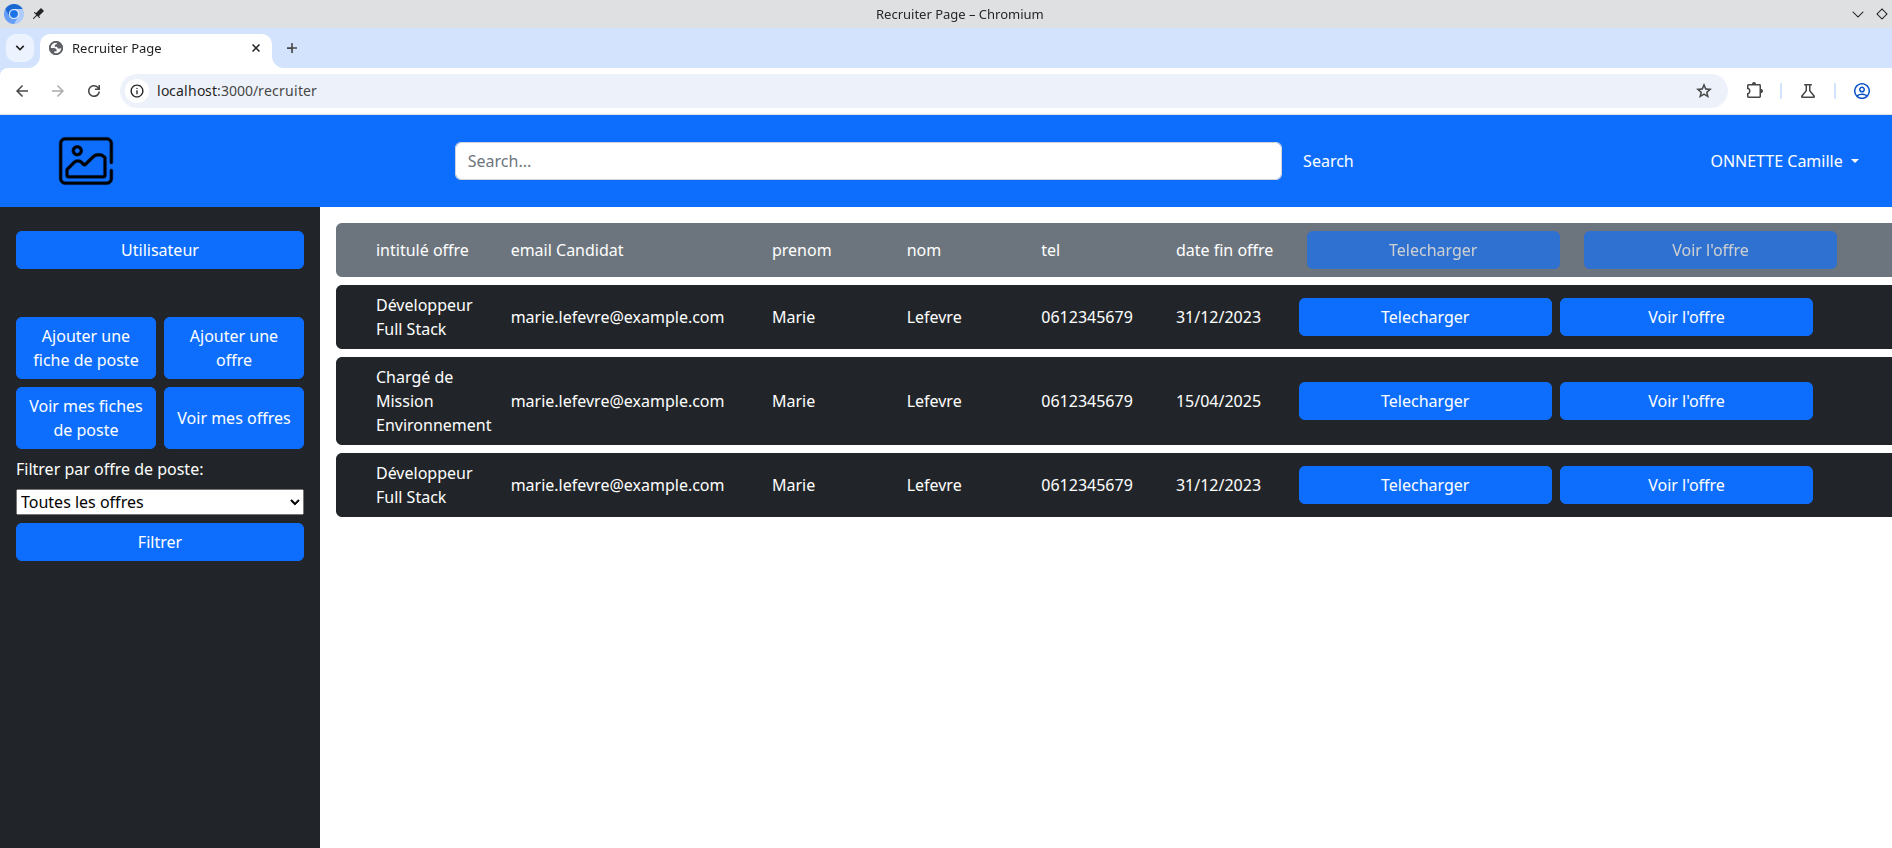 Recruiter Page – Chromium
Recruiter Page
localhost:3000/recruiter
Search...
Search
ONNETTE Camille
Utilisateur
Ajouter une
fiche de poste
Ajouter une
offre
Voir mes fiches
de poste
Voir mes offres
Filtrer par offre de poste:
Toutes les offres
Filtrer
intitulé offre email Candidat prenom nom tel date fin offre Telecharger Voir l'offre
Développeur
Full Stack
marie.lefevre@example.com Marie Lefevre 0612345679 31/12/2023 Telecharger Voir l'offre
Chargé de
Mission
Environnement
marie.lefevre@example.com Marie Lefevre 0612345679 15/04/2025 Telecharger Voir l'offre
Développeur
Full Stack
marie.lefevre@example.com Marie Lefevre 0612345679 31/12/2023 Telecharger Voir l'offre